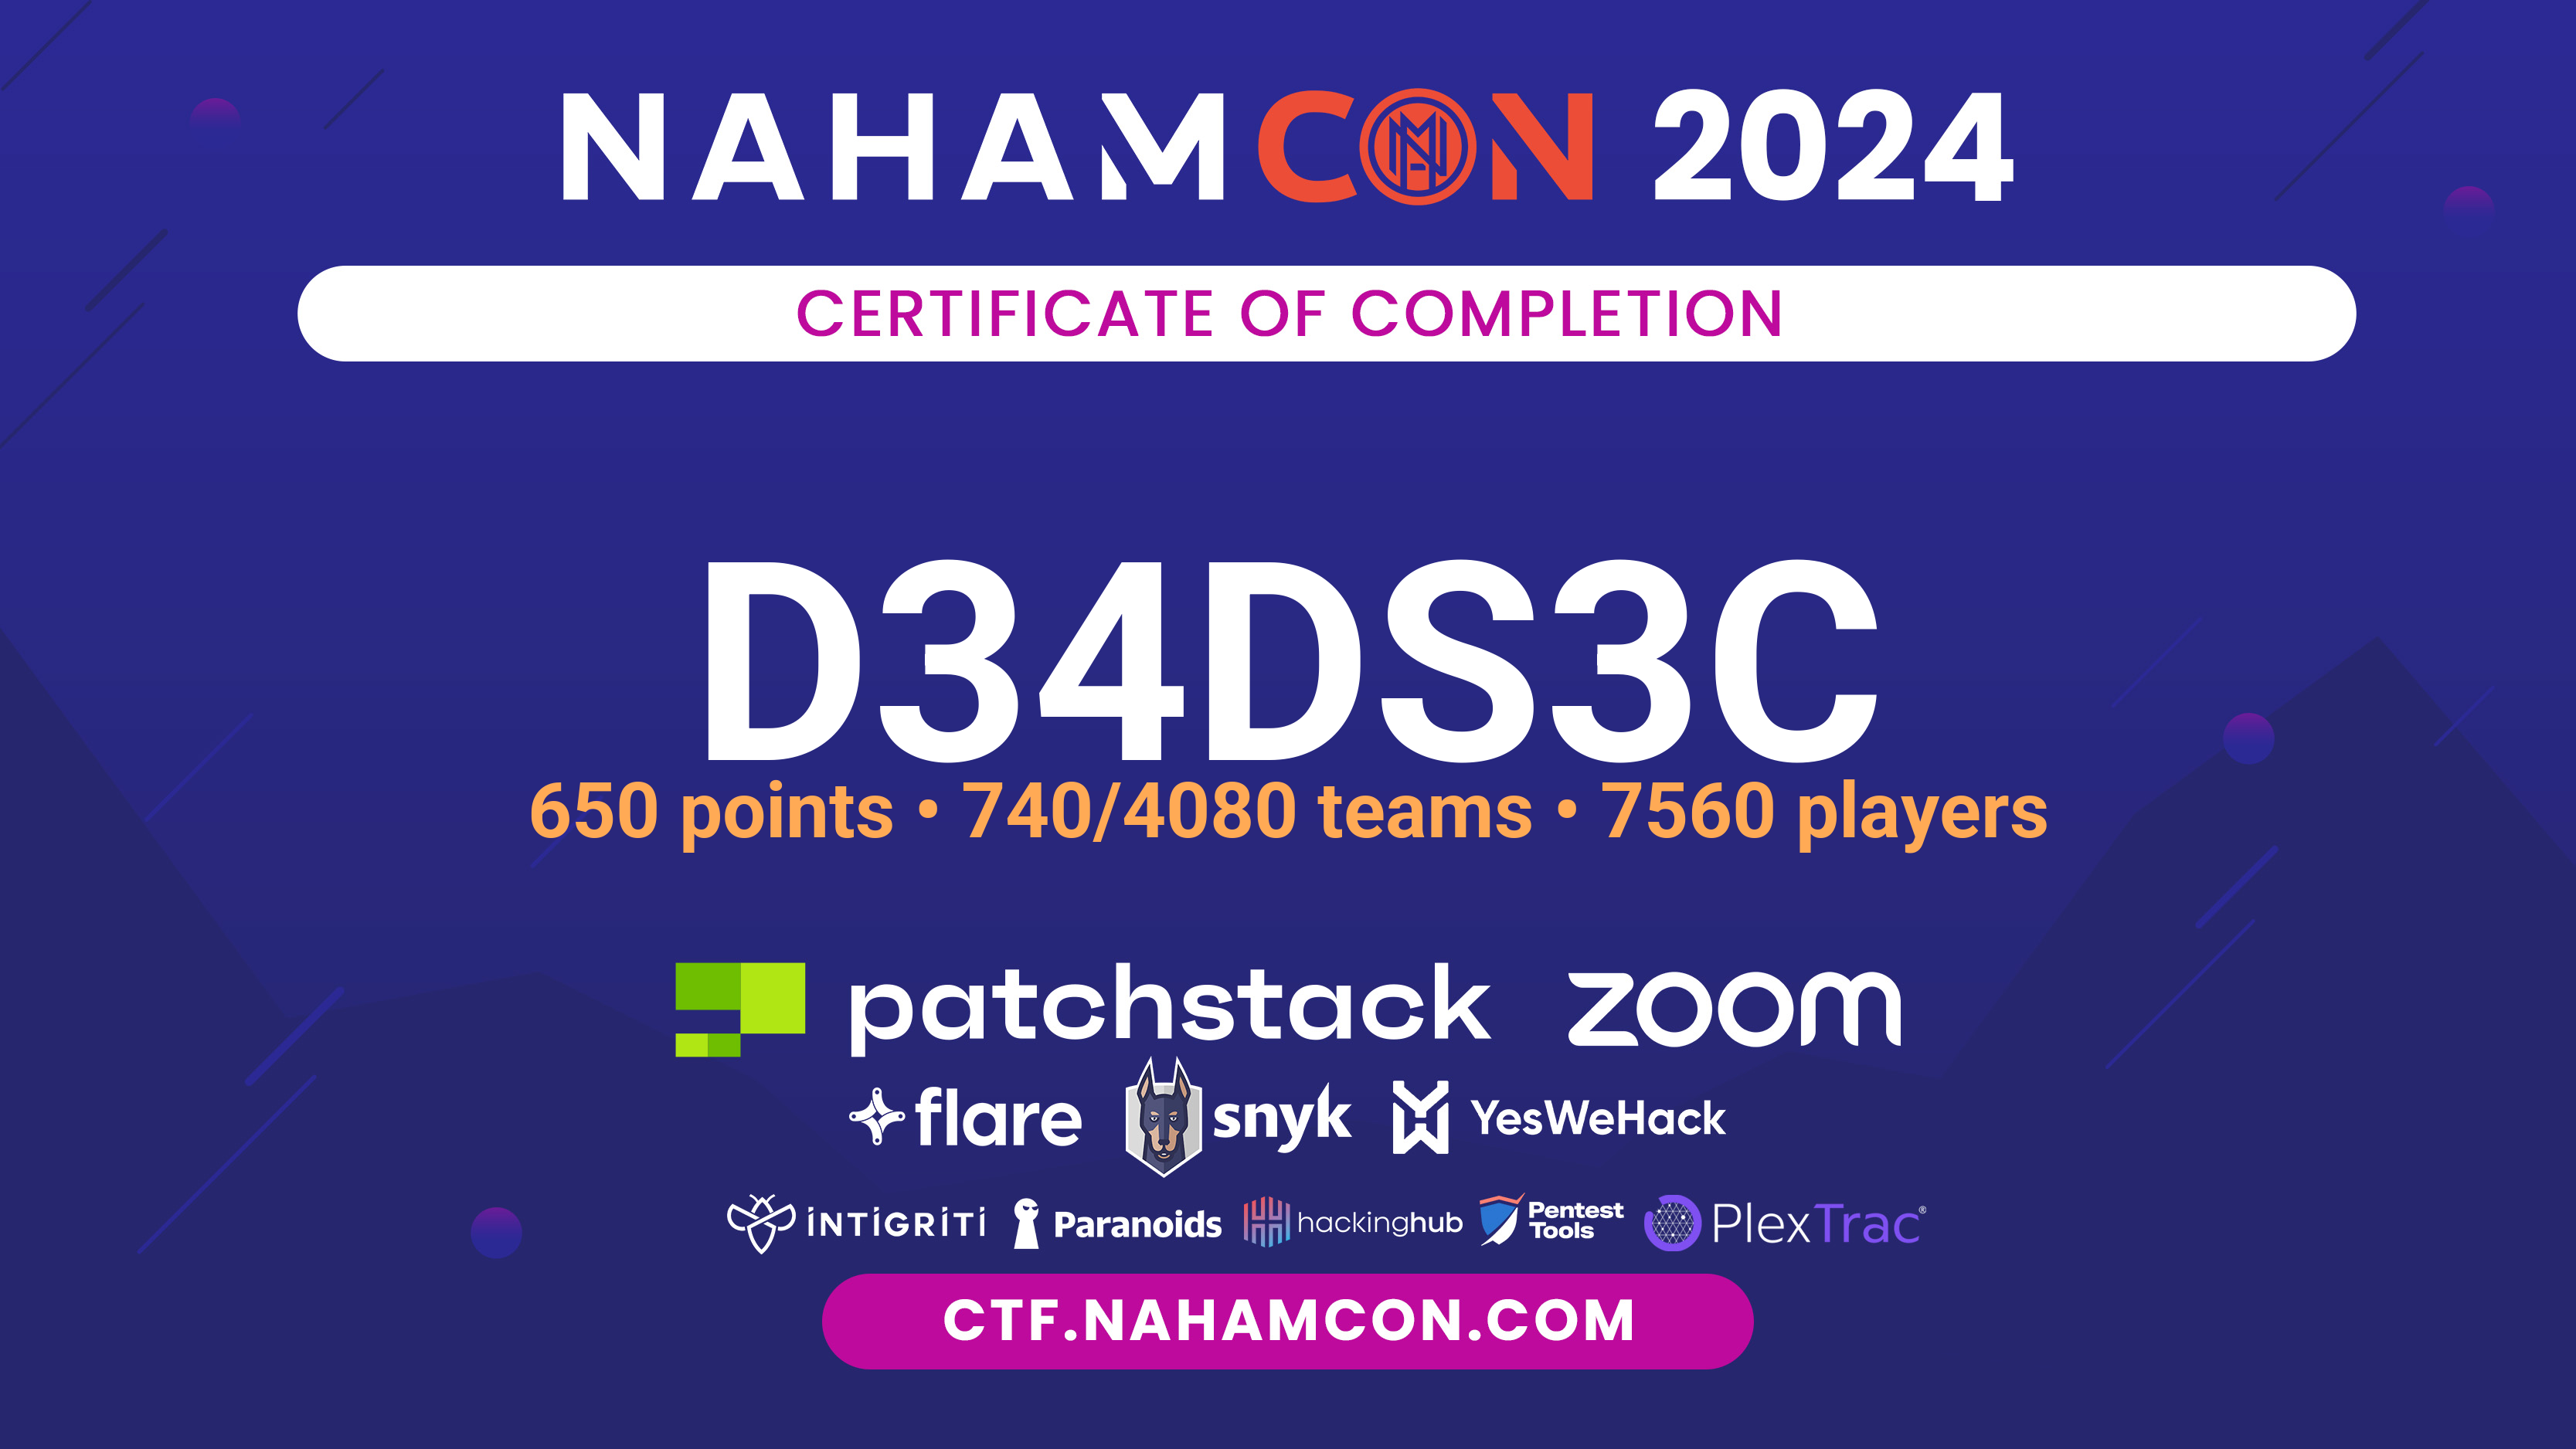 NAHAMCON 2024
CERTIFICATE OF COMPLETION
D34DS3C
650 points • 740/4080 teams • 7560 players
patchstack zoom
flare snyk YesWeHack
INTIGRITI Paranoids hackinghub Pentest Tools PlexTrac®
CTF.NAHAMCON.COM